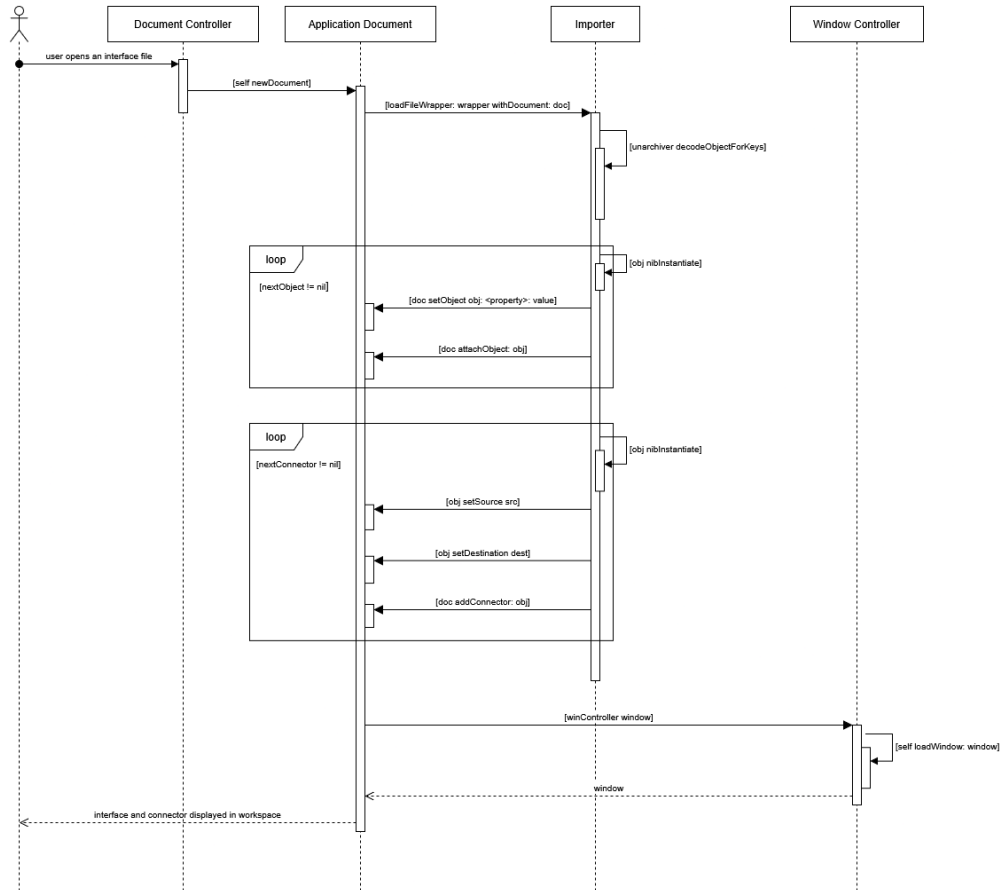 Document Controller
Application Document
Importer
Window Controller
user opens an interface file
[self newDocument]
[loadFileWrapper: wrapper withDocument: doc]
[unarchiver decodeObjectForKeys]
loop
[obj nibInstantiate]
[nextObject != nil]
[doc setObject obj: <property>: value]
[doc attachObject: obj]
loop
[obj nibInstantiate]
[nextConnector != nil]
[obj setSource src]
[obj setDestination dest]
[doc addConnector: obj]
[winController window]
[self loadWindow: window]
window
interface and connector displayed in workspace